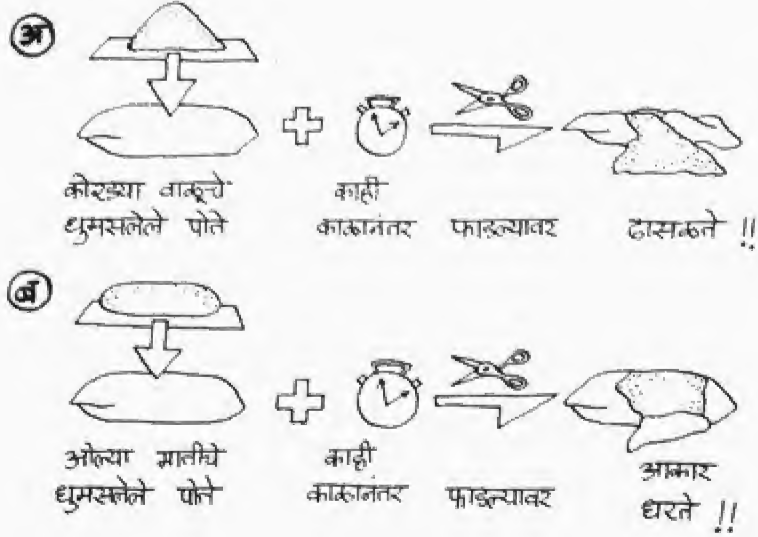 अ
कोरड्या वाळूचे
धुमसलेले पोते
काही
काळानंतर
फाडल्यावर
ढासळते !!
ब
ओल्या मातीचे
धुमसलेले पोते
काही
काळानंतर
फाडल्यावर
आकार
धरते !!